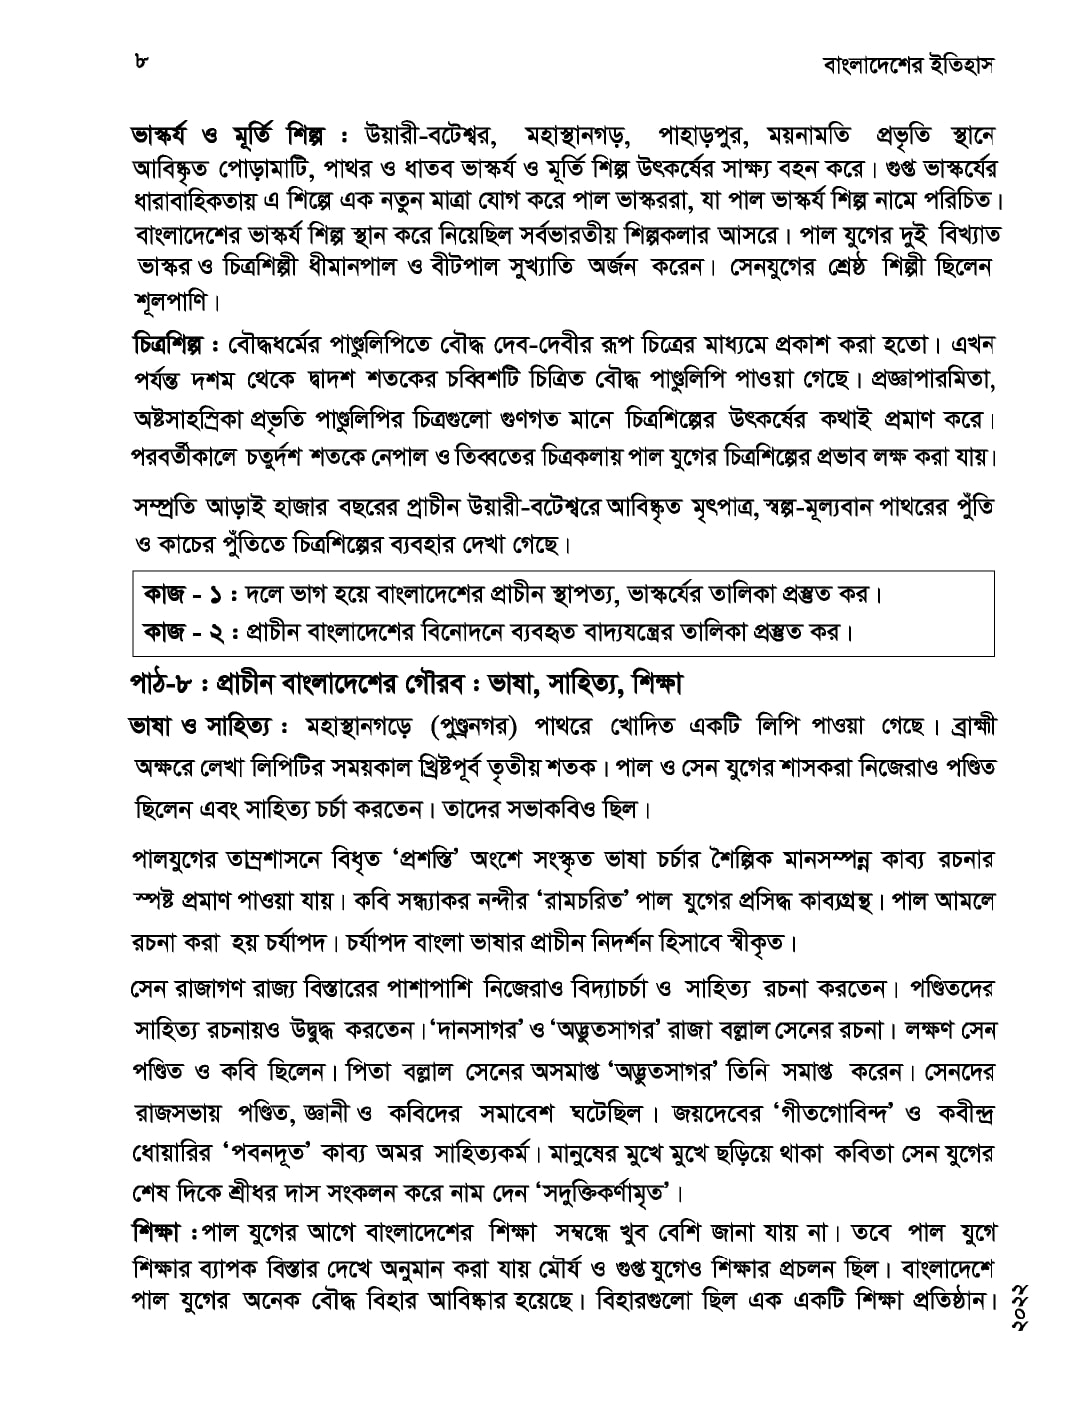 ৮
বাংলাদেশের ইতিহাস
ভাস্কর্য ও মূর্তি শিল্প : উয়ারী-বটেশ্বর, মহাস্থানগড়, পাহাড়পুর, ময়নামতি প্রভৃতি স্থানে
আবিষ্কৃত পোড়ামাটি, পাথর ও ধাতব ভাস্কর্য ও মূর্তি শিল্প উৎকর্ষের সাক্ষ্য বহন করে। গুপ্ত ভাস্কর্যের
ধারাবাহিকতায় এ শিল্পে এক নতুন মাত্রা যোগ করে পাল ভাস্কররা, যা পাল ভাস্কর্য শিল্প নামে পরিচিত।
বাংলাদেশের ভাস্কর্য শিল্প স্থান করে নিয়েছিল সর্বভারতীয় শিল্পকলার আসরে। পাল যুগের দুই বিখ্যাত
ভাস্কর ও চিত্রশিল্পী ধীমানপাল ও বীটপাল সুখ্যাতি অর্জন করেন। সেনযুগের শ্রেষ্ঠ শিল্পী ছিলেন
শূলপাণি।
চিত্রশিল্প : বৌদ্ধধর্মের পাণ্ডুলিপিতে বৌদ্ধ দেব-দেবীর রূপ চিত্রের মাধ্যমে প্রকাশ করা হতো। এখন
পর্যন্ত দশম থেকে দ্বাদশ শতকের চব্বিশটি চিত্রিত বৌদ্ধ পাণ্ডুলিপি পাওয়া গেছে। প্রজ্ঞাপারমিতা,
অষ্টসাহস্রিকা প্রভৃতি পাণ্ডুলিপির চিত্রগুলো গুণগত মানে চিত্রশিল্পের উৎকর্ষের কথাই প্রমাণ করে।
পরবর্তীকালে চতুর্দশ শতকে নেপাল ও তিব্বতের চিত্রকলায় পাল যুগের চিত্রশিল্পের প্রভাব লক্ষ করা যায়।
সম্প্রতি আড়াই হাজার বছরের প্রাচীন উয়ারী-বটেশ্বরে আবিষ্কৃত মৃৎপাত্র, স্বল্প-মূল্যবান পাথরের পুঁতি
ও কাচের পুঁতিতে চিত্রশিল্পের ব্যবহার দেখা গেছে।
কাজ - ১ : দলে ভাগ হয়ে বাংলাদেশের প্রাচীন স্থাপত্য, ভাস্কর্যের তালিকা প্রস্তুত কর।
কাজ - ২ : প্রাচীন বাংলাদেশের বিনোদনে ব্যবহৃত বাদ্যযন্ত্রের তালিকা প্রস্তুত কর।
পাঠ-৮ : প্রাচীন বাংলাদেশের গৌরব : ভাষা, সাহিত্য, শিক্ষা
ভাষা ও সাহিত্য : মহাস্থানগড়ে (পুণ্ড্রনগর) পাথরে খোদিত একটি লিপি পাওয়া গেছে। ব্রাহ্মী
অক্ষরে লেখা লিপিটির সময়কাল খ্রিষ্টপূর্ব তৃতীয় শতক। পাল ও সেন যুগের শাসকরা নিজেরাও পণ্ডিত
ছিলেন এবং সাহিত্য চর্চা করতেন। তাদের সভাকবিও ছিল।
পালযুগের তাম্রশাসনে বিধৃত ‘প্রশস্তি’ অংশে সংস্কৃত ভাষা চর্চার শৈল্পিক মানসম্পন্ন কাব্য রচনার
স্পষ্ট প্রমাণ পাওয়া যায়। কবি সন্ধ্যাকর নন্দীর ‘রামচরিত’ পাল যুগের প্রসিদ্ধ কাব্যগ্রন্থ। পাল আমলে
রচনা করা হয় চর্যাপদ। চর্যাপদ বাংলা ভাষার প্রাচীন নিদর্শন হিসাবে স্বীকৃত।
সেন রাজাগণ রাজ্য বিস্তারের পাশাপাশি নিজেরাও বিদ্যাচর্চা ও সাহিত্য রচনা করতেন। পণ্ডিতদের
সাহিত্য রচনায়ও উদ্বুদ্ধ করতেন। ‘দানসাগর’ ও ‘অদ্ভুতসাগর’ রাজা বল্লাল সেনের রচনা। লক্ষণ সেন
পণ্ডিত ও কবি ছিলেন। পিতা বল্লাল সেনের অসমাপ্ত ‘অদ্ভুতসাগর’ তিনি সমাপ্ত করেন। সেনদের
রাজসভায় পণ্ডিত, জ্ঞানী ও কবিদের সমাবেশ ঘটেছিল। জয়দেবের ‘গীতগোবিন্দ’ ও কবীন্দ্র
ধোয়ারির ‘পবনদূত’ কাব্য অমর সাহিত্যকর্ম। মানুষের মুখে মুখে ছড়িয়ে থাকা কবিতা সেন যুগের
শেষ দিকে শ্রীধর দাস সংকলন করে নাম দেন ‘সদুক্তিকর্ণামৃত’।
শিক্ষা : পাল যুগের আগে বাংলাদেশের শিক্ষা সম্বন্ধে খুব বেশি জানা যায় না। তবে পাল যুগে
শিক্ষার ব্যাপক বিস্তার দেখে অনুমান করা যায় মৌর্য ও গুপ্ত যুগেও শিক্ষার প্রচলন ছিল। বাংলাদেশে
পাল যুগের অনেক বৌদ্ধ বিহার আবিষ্কার হয়েছে। বিহারগুলো ছিল এক একটি শিক্ষা প্রতিষ্ঠান।
২০২২